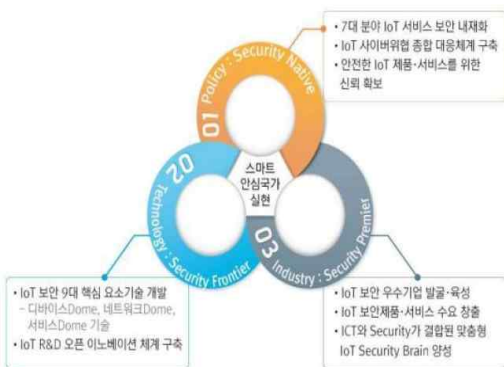 01 Policy : Security Native
• 7대 분야 IoT 서비스 보안 내재화
• IoT 사이버위협 종합 대응체계 구축
• 안전한 IoT 제품·서비스를 위한
신뢰 확보
스마트
안심국가
실현
02 Technology : Security Frontier
• IoT 보안 9대 핵심 요소기술 개발
- 디바이스Dome, 네트워크Dome,
서비스Dome 기술
• IoT R&D 오픈 이노베이션 체계 구축
03 Industry : Security Premier
• IoT 보안 우수기업 발굴·육성
• IoT 보안제품·서비스 수요 창출
• ICT와 Security가 결합된 맞춤형
IoT Security Brain 양성